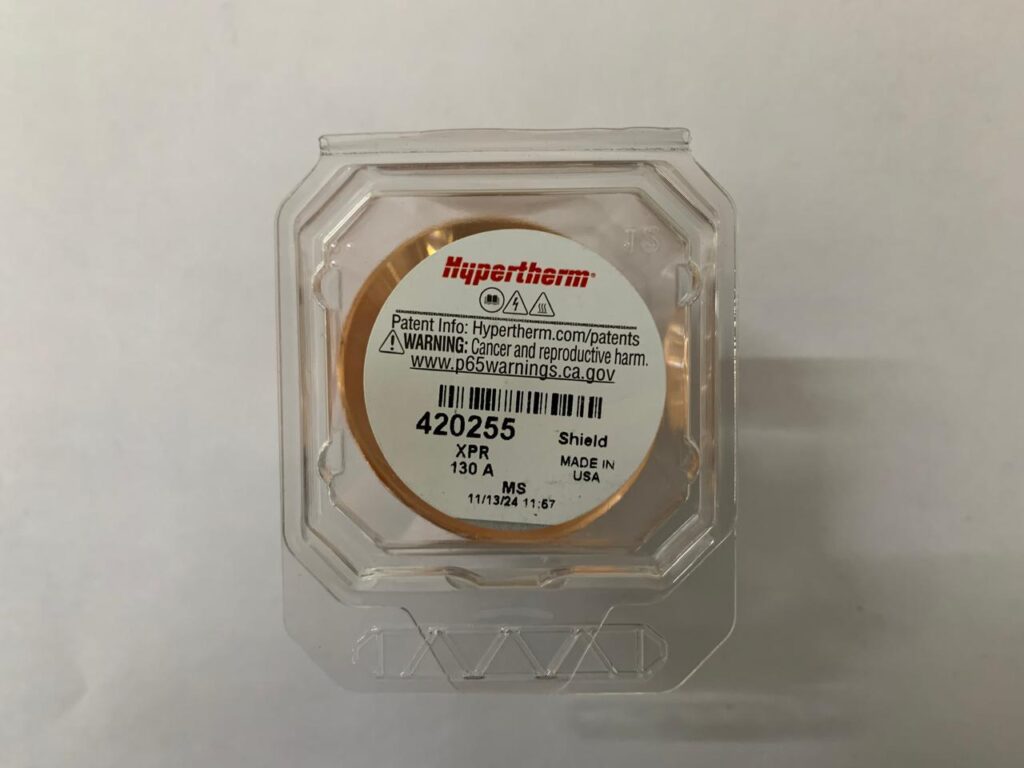 Hypertherm®
Patent Info: Hypertherm.com/patents
WARNING: Cancer and reproductive harm.
www.p65warnings.ca.gov
420255
Shield
XPR
130 A
MADE IN
USA
MS
11/13/24 11:57